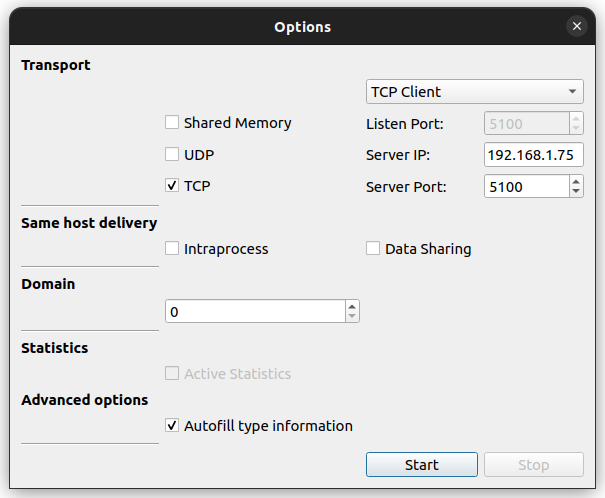 Options
Transport
TCP Client
Shared Memory Listen Port: 5100
UDP Server IP: 192.168.1.75
TCP Server Port: 5100
Same host delivery
Intraprocess Data Sharing
Domain
0
Statistics
Active Statistics
Advanced options
Autofill type information
Start Stop